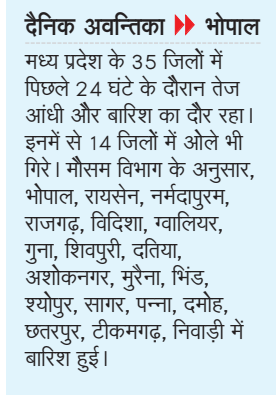 दैनिक अवन्तिका भोपाल
मध्य प्रदेश के 35 जिलों में
पिछले 24 घंटे के दौरान तेज
आंधी और बारिश का दौर रहा।
इनमें से 14 जिलों में ओले भी
गिरे। मौसम विभाग के अनुसार,
भोपाल, रायसेन, नर्मदापुरम,
राजगढ़, विदिशा, ग्वालियर,
गुना, शिवपुरी, दतिया,
अशोकनगर, मुरैना, भिंड,
श्योपुर, सागर, पन्ना, दमोह,
छतरपुर, टीकमगढ़, निवाड़ी में
बारिश हुई।